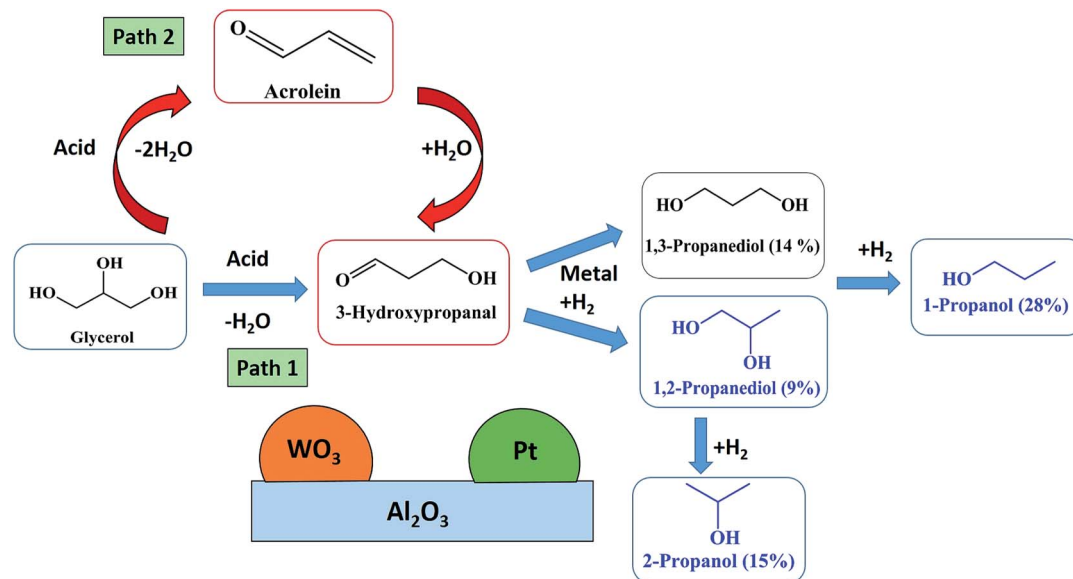 Path 2
O
Acrolein
Acid
-2H₂O
+H₂O
OH
HO
OH
Glycerol
Acid
-H₂O
Path 1
O
OH
3-Hydroxypropanal
Metal
+H₂
HO
OH
1,3-Propanediol (14 %)
HO
OH
1,2-Propanediol (9%)
+H₂
HO
1-Propanol (28%)
+H₂
OH
2-Propanol (15%)
WO₃
Pt
Al₂O₃